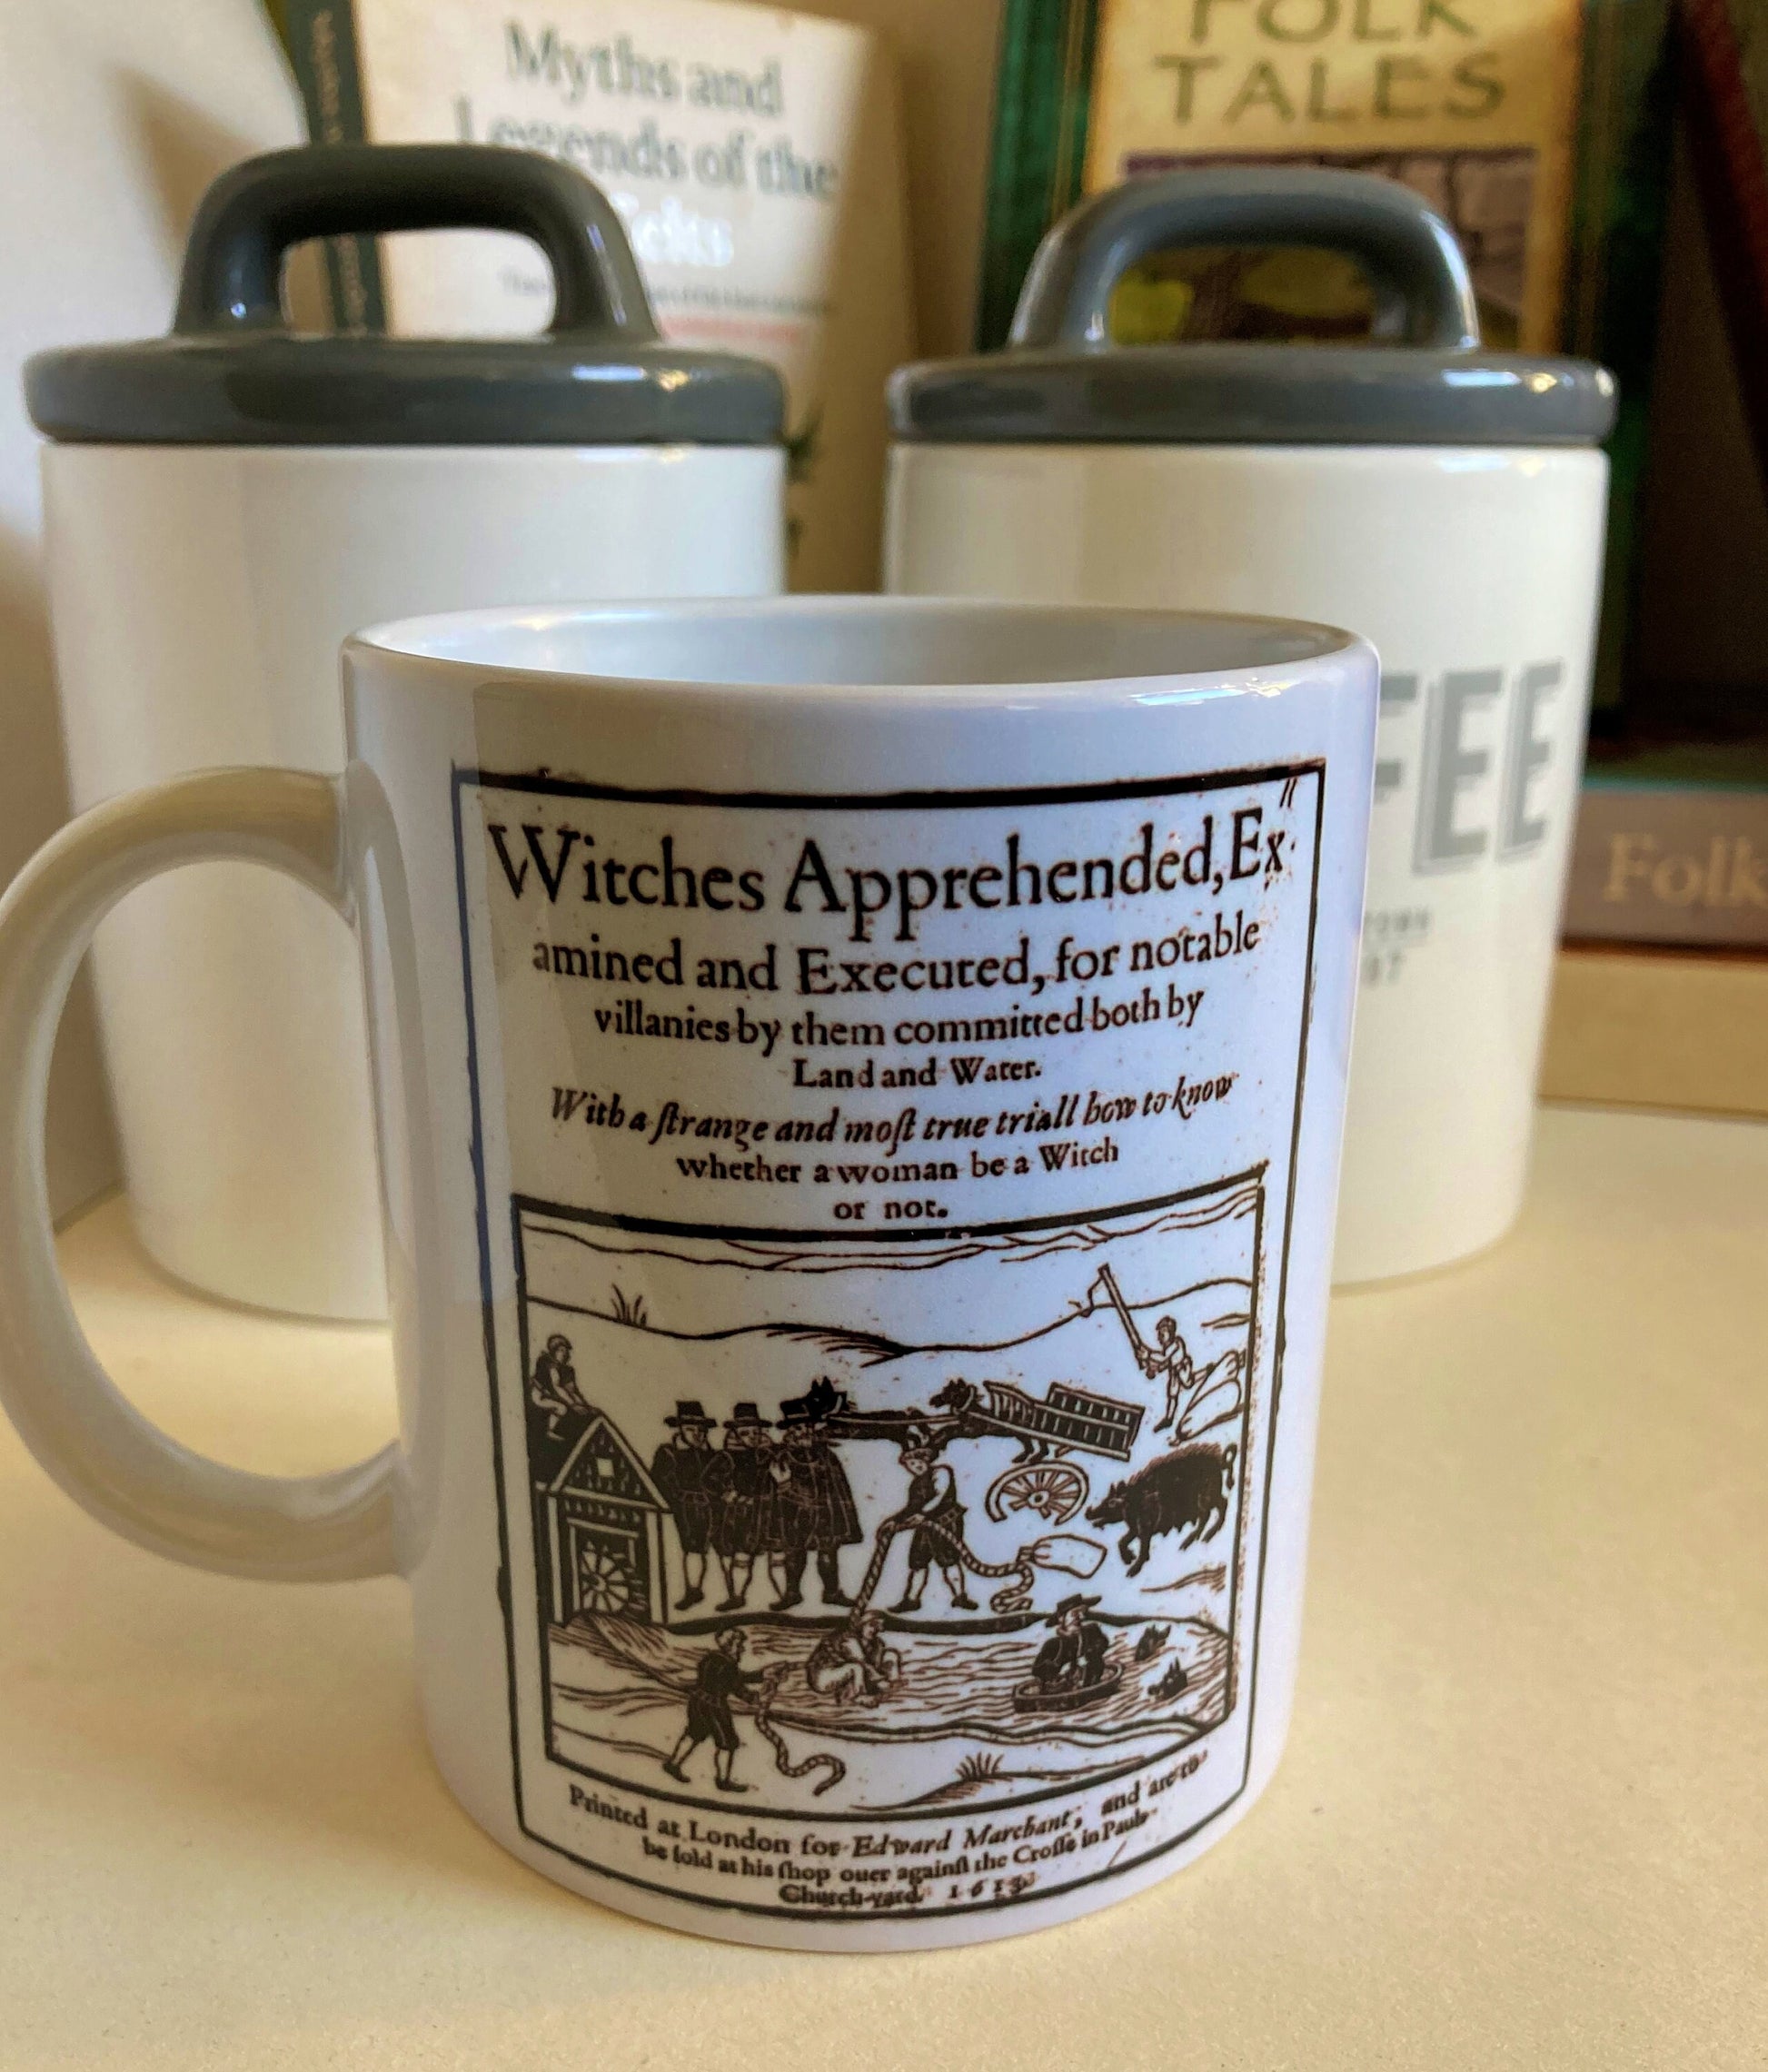 Myths and
Legends of the
FOLK
TALES
FEE
Folk
Witches Apprehended, Ex"
amined and Executed, for notable
villanies by them committed both by
Land and Water.
With a ſtrange and moſt true triall how to know
whether a woman be a Witch
or not.
Printed at London for Edward Marchant, and are to
be ſold at his ſhop ouer againſt the Croſſe in Pauls
Church-yard. 1613.